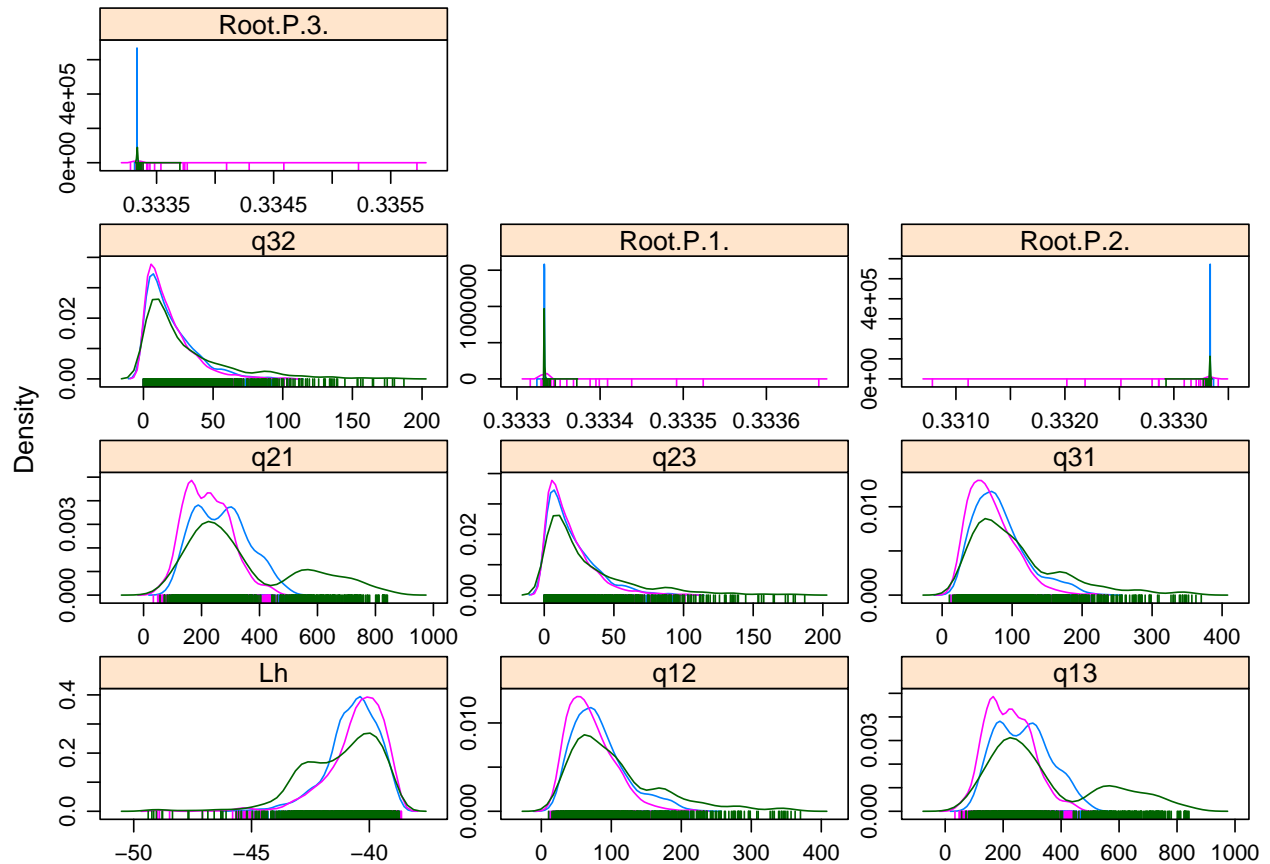 Root.P.3.
0e+00 4e+05
0.3335 0.3345 0.3355
q32 Root.P.1. Root.P.2.
0.00 0.02
0 1000000
0e+00 4e+05
0 50 100 150 200
0.3333 0.3334 0.3335 0.3336
0.3310 0.3320 0.3330
Density
q21 q23 q31
0.000 0.003
0.00 0.02
0.000 0.010
0 200 400 600 800 1000
0 50 100 150 200
0 100 200 300 400
Lh q12 q13
0.0 0.2 0.4
0.000 0.010
0.000 0.003
−50 −45 −40
0 100 200 300 400
0 200 400 600 800 1000